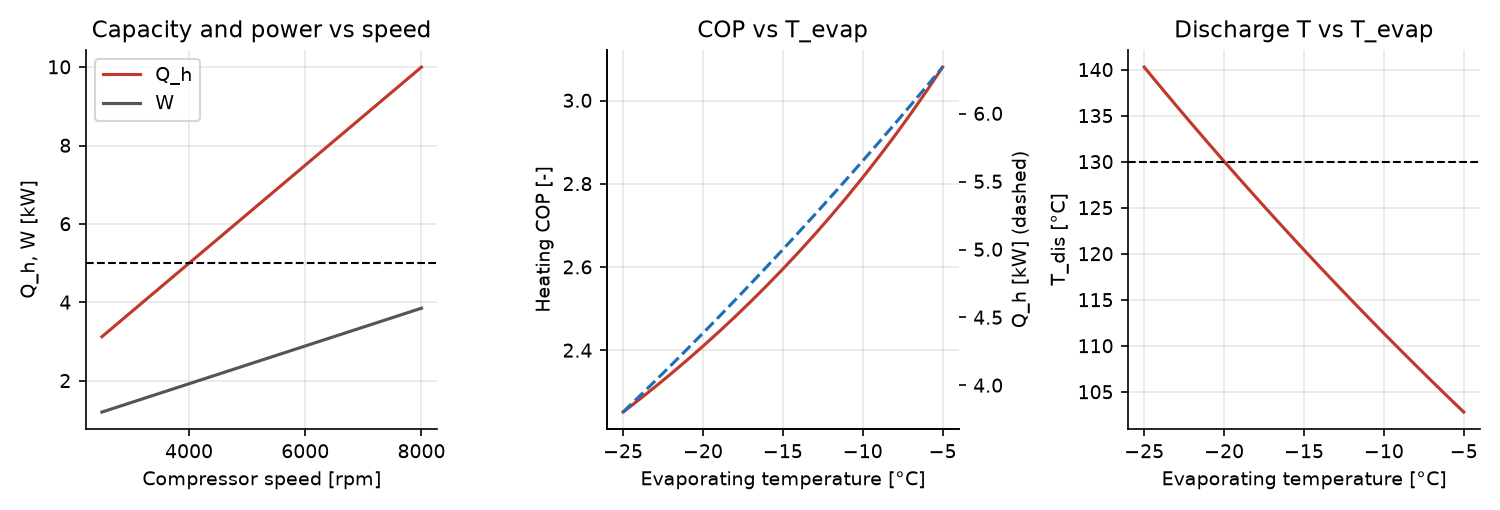 Capacity and power vs speed
Q_h, W [kW]
10
8
6
4
2
Q_h
W
4000 6000 8000
Compressor speed [rpm]
COP vs T_evap
Heating COP [-]
3.0
2.8
2.6
2.4
−25 −20 −15 −10 −5
Evaporating temperature [°C]
6.0
5.5
5.0
4.5
4.0
Q_h [kW] (dashed)
Discharge T vs T_evap
T_dis [°C]
140
135
130
125
120
115
110
105
−25 −20 −15 −10 −5
Evaporating temperature [°C]